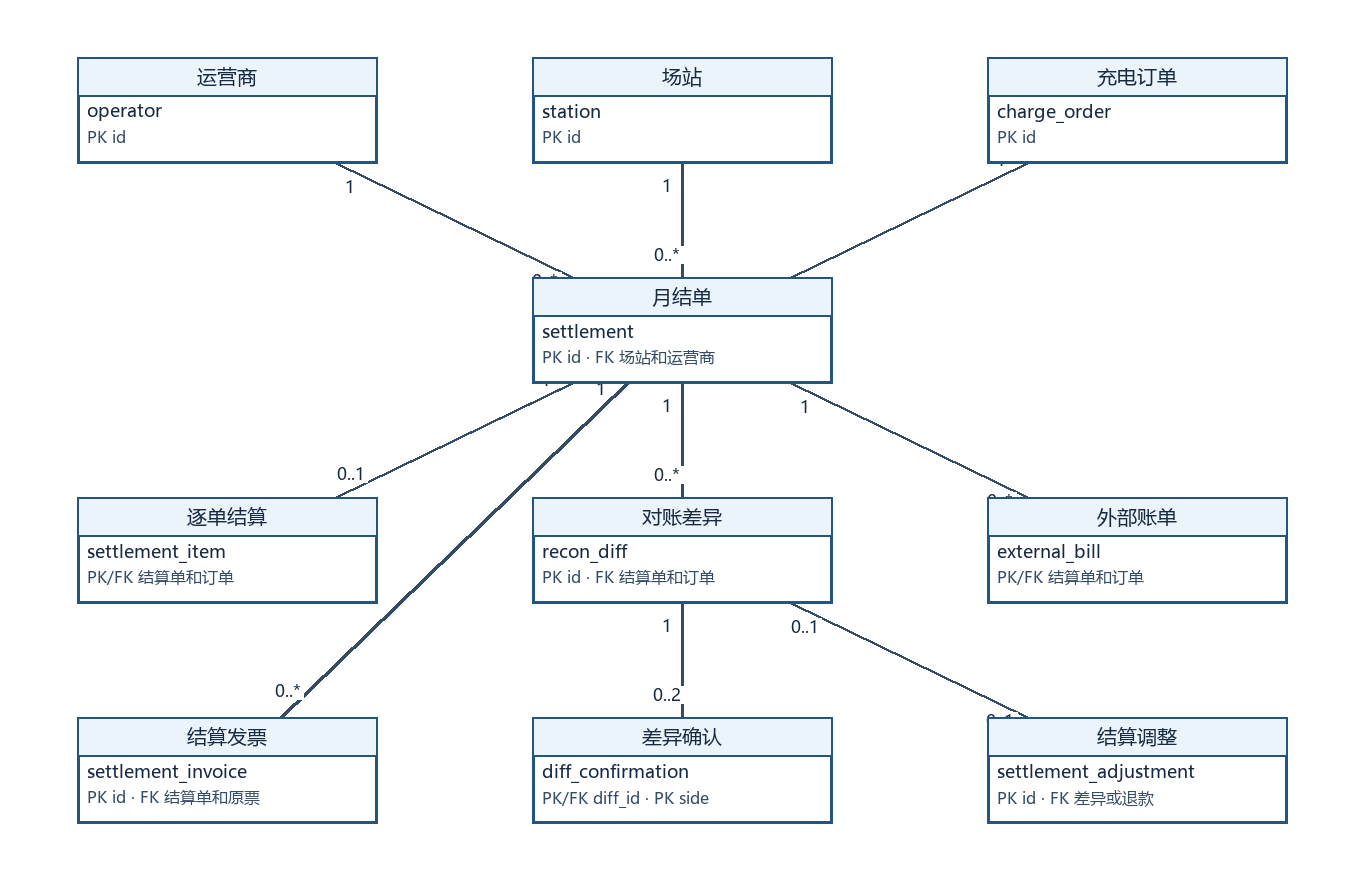 运营商
operator
PK id
场站
station
PK id
充电订单
charge_order
PK id
1
1
0..*
月结单
settlement
PK id · FK 场站和运营商
1
1
1
0..1
0..*
逐单结算
settlement_item
PK/FK 结算单和订单
对账差异
recon_diff
PK id · FK 结算单和订单
外部账单
external_bill
PK/FK 结算单和订单
1
0..1
0..*
0..2
结算发票
settlement_invoice
PK id · FK 结算单和原票
差异确认
diff_confirmation
PK/FK diff_id · PK side
结算调整
settlement_adjustment
PK id · FK 差异或退款